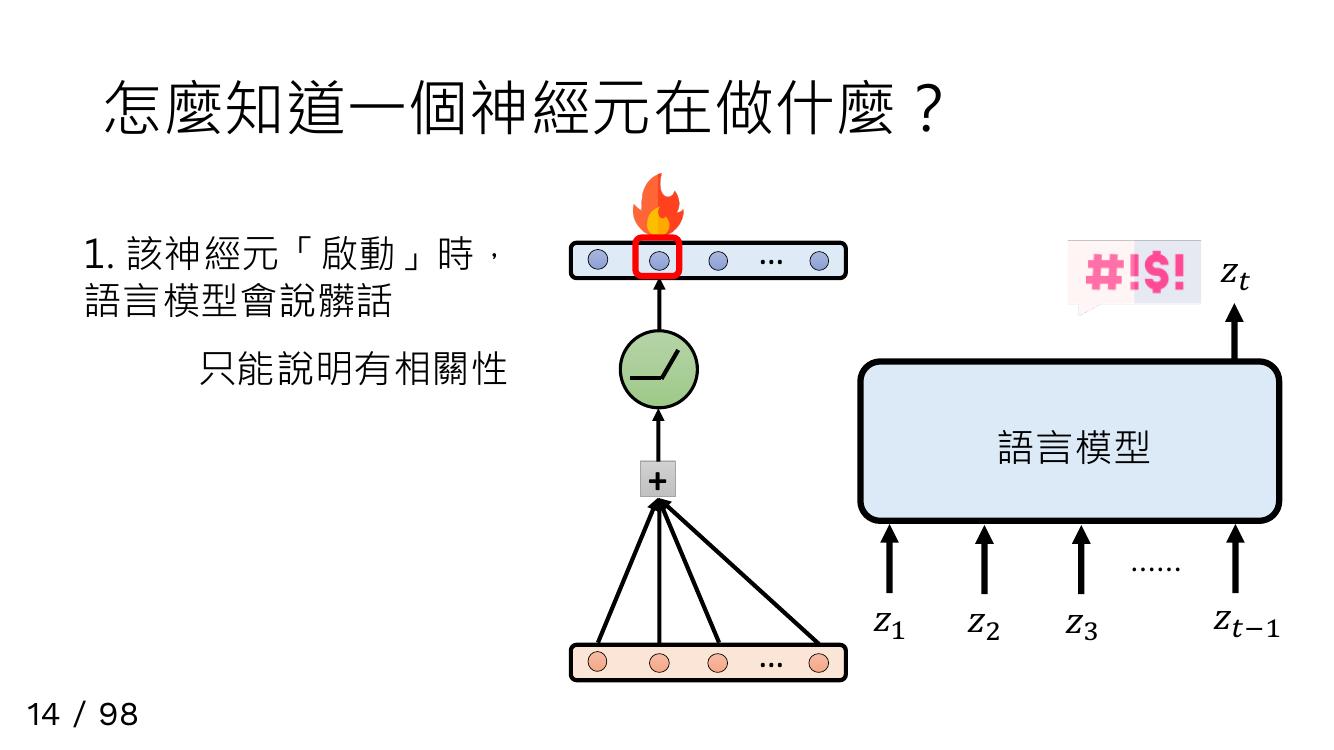 怎麼知道一個神經元在做什麼？
1. 該神經元「啟動」時，
語言模型會說髒話
只能說明有相關性
...
+
...
#!$!
z_t
語言模型
......
z_1 z_2 z_3 z_{t-1}
14 / 98